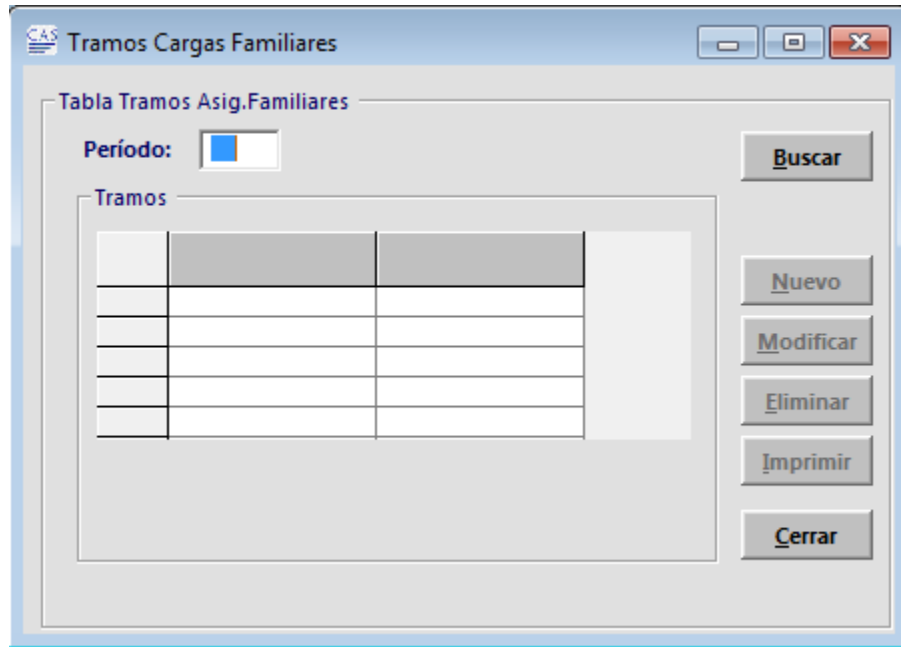 CAS
Tramos Cargas Familiares
Tabla Tramos Asig.Familiares
Período:
Buscar
Tramos
Nuevo
Modificar
Eliminar
Imprimir
Cerrar